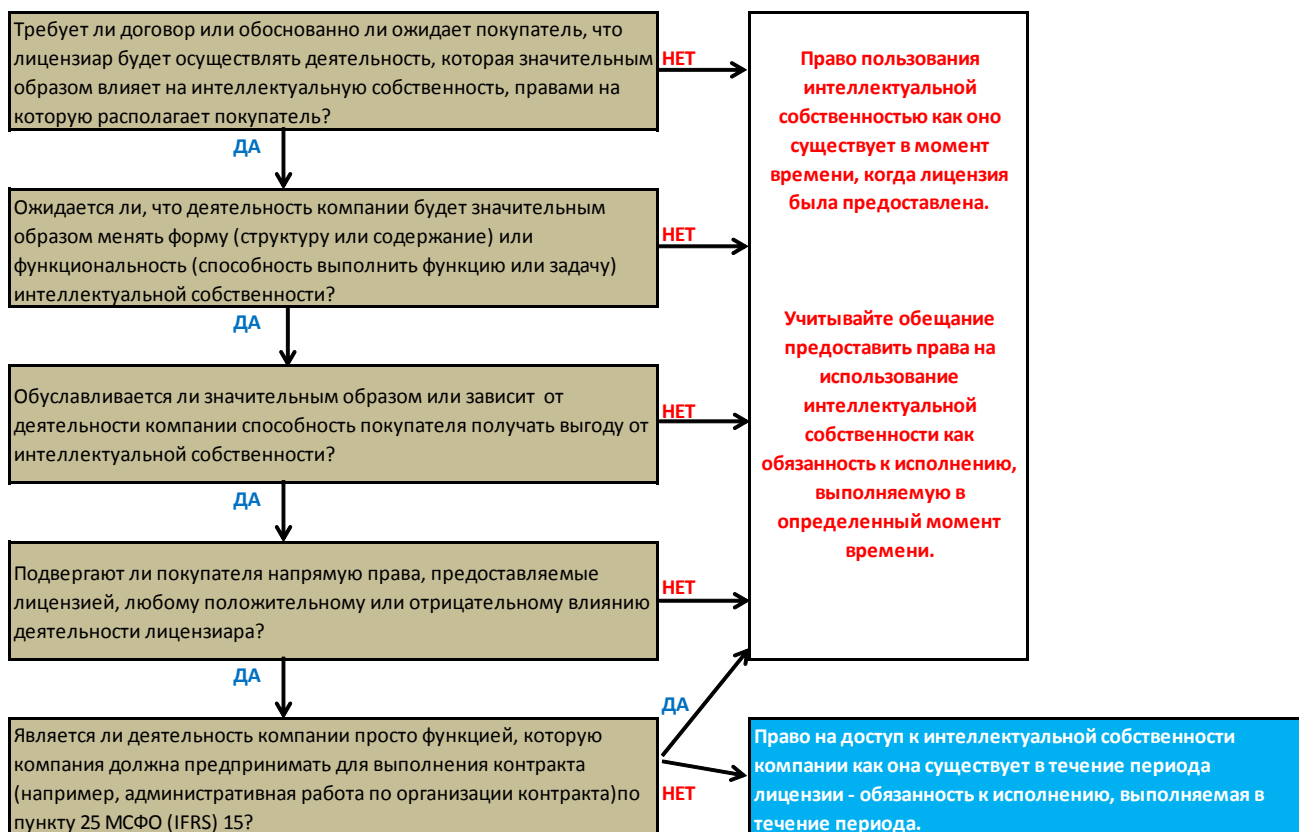 Требует ли договор или обоснованно ли ожидает покупатель, что
лицензиар будет осуществлять деятельность, которая значительным
образом влияет на интеллектуальную собственность, правами на
которую располагает покупатель?
НЕТ
ДА
Ожидается ли, что деятельность компании будет значительным
образом менять форму (структуру или содержание) или
функциональность (способность выполнить функцию или задачу)
интеллектуальной собственности?
НЕТ
ДА
Обуславливается ли значительным образом или зависит от
деятельности компании способность покупателя получать выгоду от
интеллектуальной собственности?
НЕТ
ДА
Подвергают ли покупателя напрямую права, предоставляемые
лицензией, любому положительному или отрицательному влиянию
деятельности лицензиара?
НЕТ
ДА
Является ли деятельность компании просто функцией, которую
компания должна предпринимать для выполнения контракта
(например, административная работа по организации контракта)по
пункту 25 МСФО (IFRS) 15?
ДА
НЕТ
Право пользования
интеллектуальной
собственностью как оно
существует в момент
времени, когда лицензия
была предоставлена.
Учитывайте обещание
предоставить права на
использование
интеллектуальной
собственности как
обязанность к исполнению,
выполняемую в
определенный момент
времени.
Право на доступ к интеллектуальной собственности
компании как она существует в течение периода
лицензии - обязанность к исполнению, выполняемая в
течение периода.